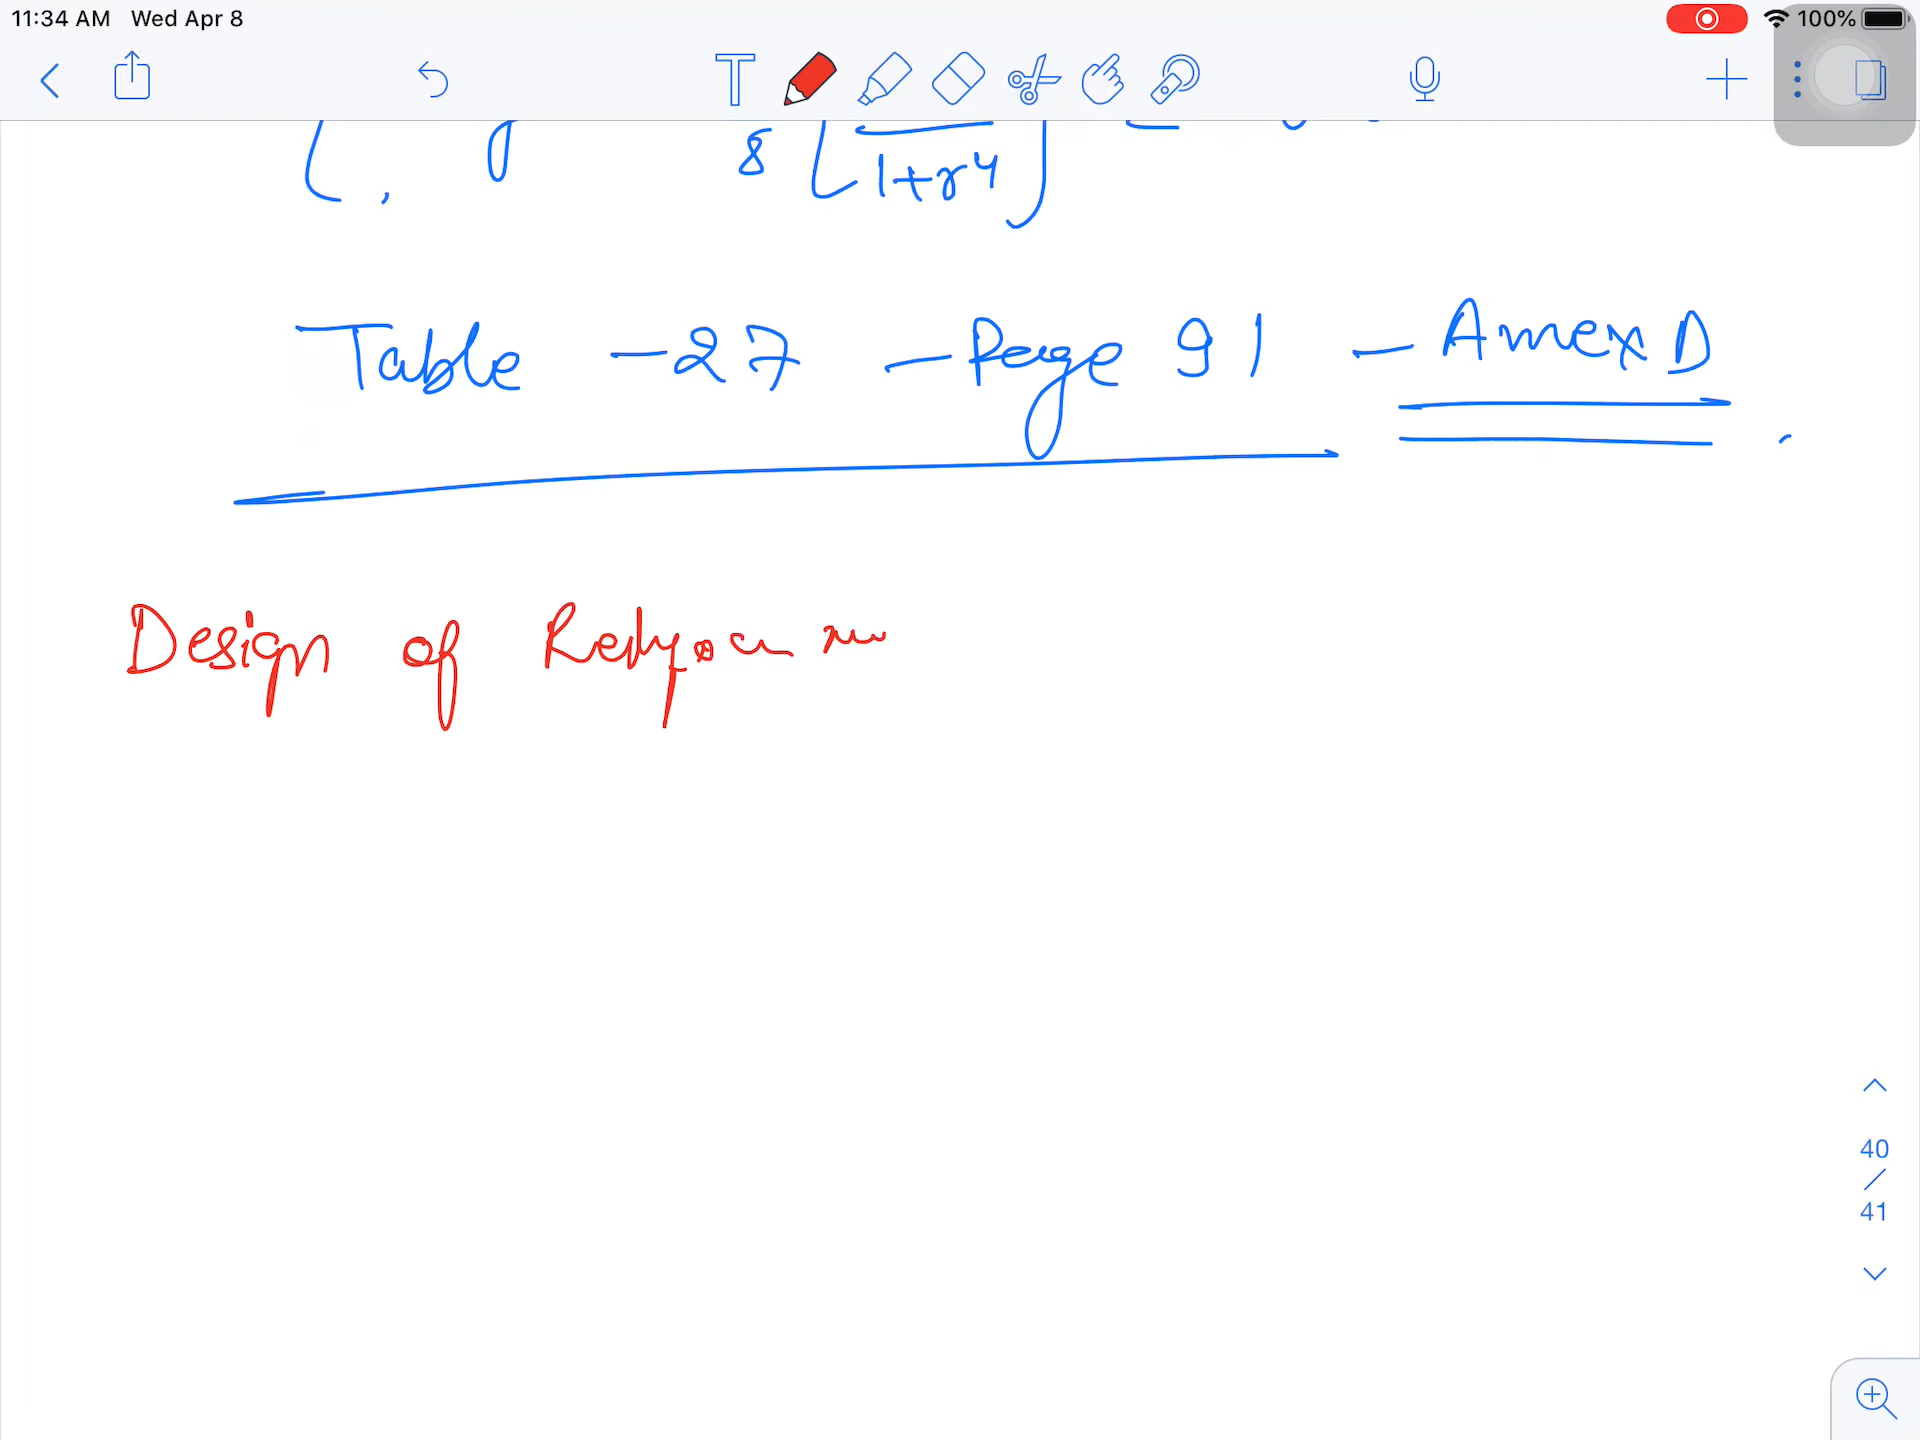 11:34 AM Wed Apr 8 100%
8 [ 1+r⁴ ]
Table - 27 - Page 91 - Annex D
Design of
40
/
41